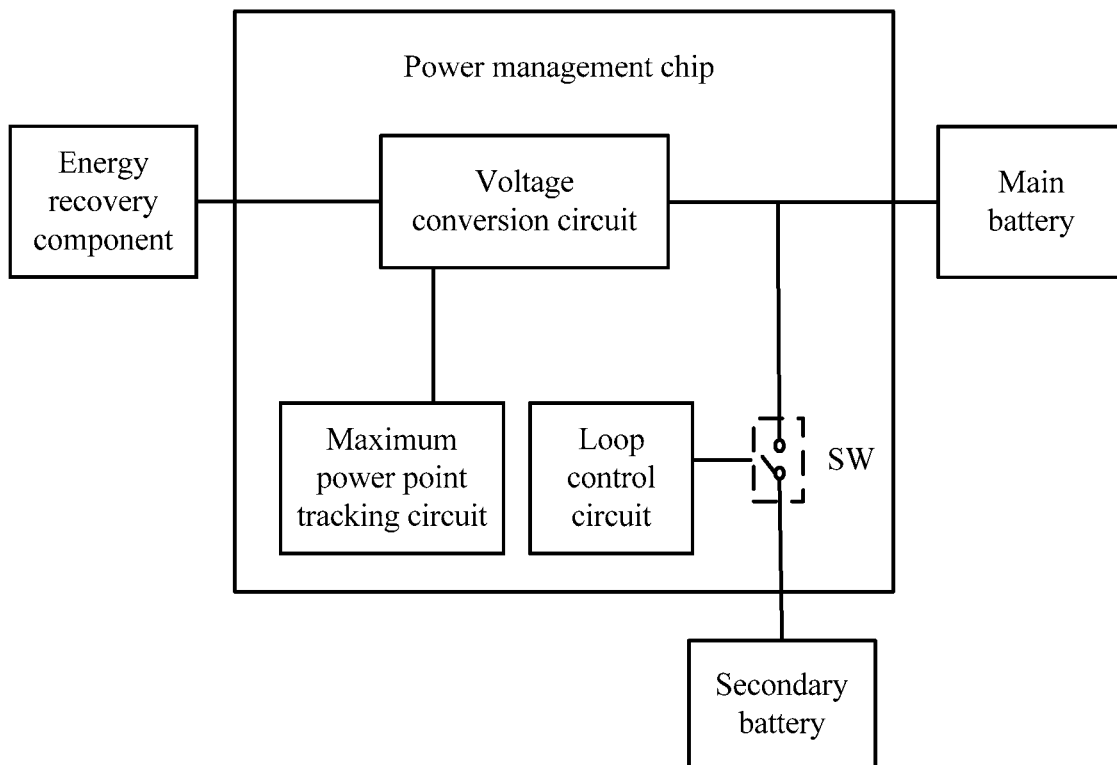 Power management chip
Energy
recovery
component
Voltage
conversion circuit
Main
battery
Maximum
power point
tracking circuit
Loop
control
circuit
SW
Secondary
battery